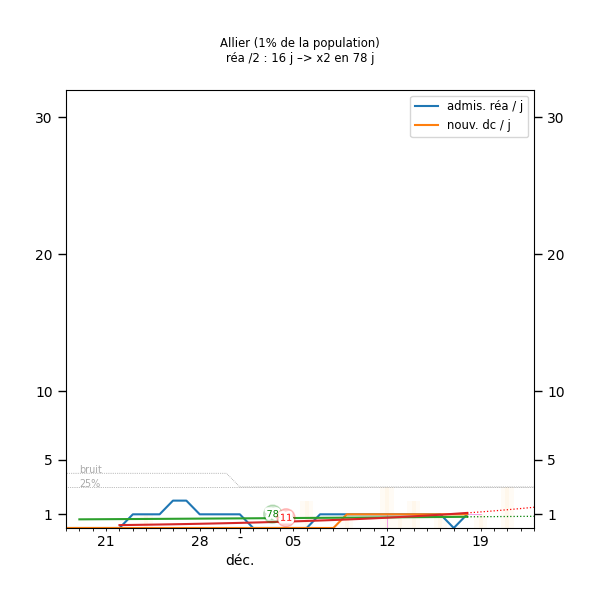 Allier (1% de la population)
réa /2 : 16 j –> x2 en 78 j
admis. réa / j
nouv. dc / j
30 30
20 20
10 10
5 5
bruit
25%
78 11
1 1
21 28 - 05 12 19
déc.